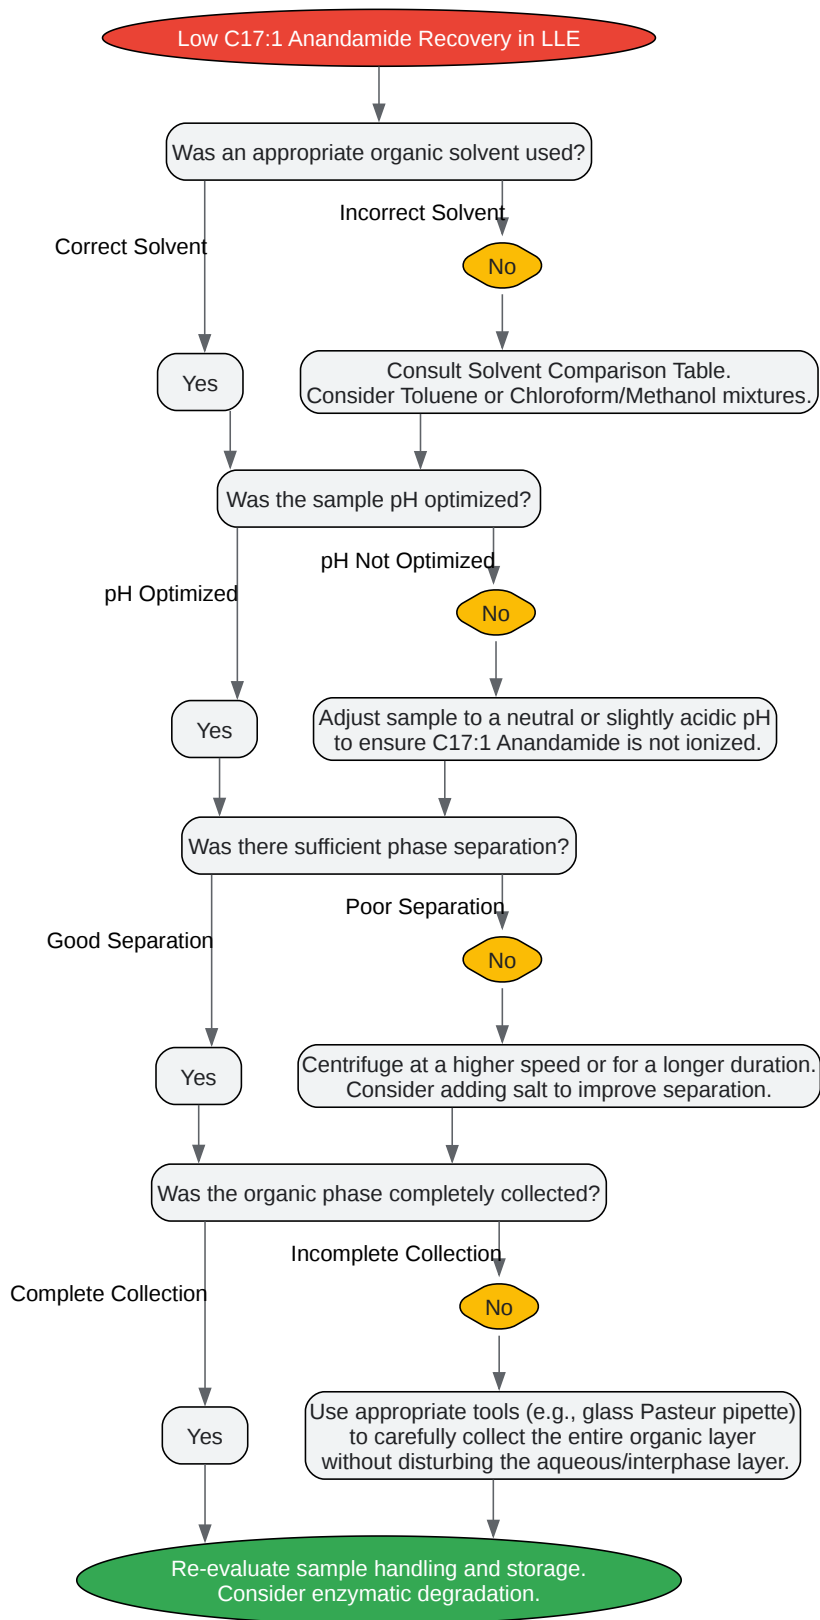 Low C17:1 Anandamide Recovery in LLE
Was an appropriate organic solvent used?
Incorrect Solvent
Correct Solvent
No
Yes
Consult Solvent Comparison Table.
Consider Toluene or Chloroform/Methanol mixtures.
Was the sample pH optimized?
pH Not Optimized
pH Optimized
No
Yes
Adjust sample to a neutral or slightly acidic pH
to ensure C17:1 Anandamide is not ionized.
Was there sufficient phase separation?
Poor Separation
Good Separation
No
Yes
Centrifuge at a higher speed or for a longer duration.
Consider adding salt to improve separation.
Was the organic phase completely collected?
Incomplete Collection
Complete Collection
No
Yes
Use appropriate tools (e.g., glass Pasteur pipette)
to carefully collect the entire organic layer
without disturbing the aqueous/interphase layer.
Re-evaluate sample handling and storage.
Consider enzymatic degradation.